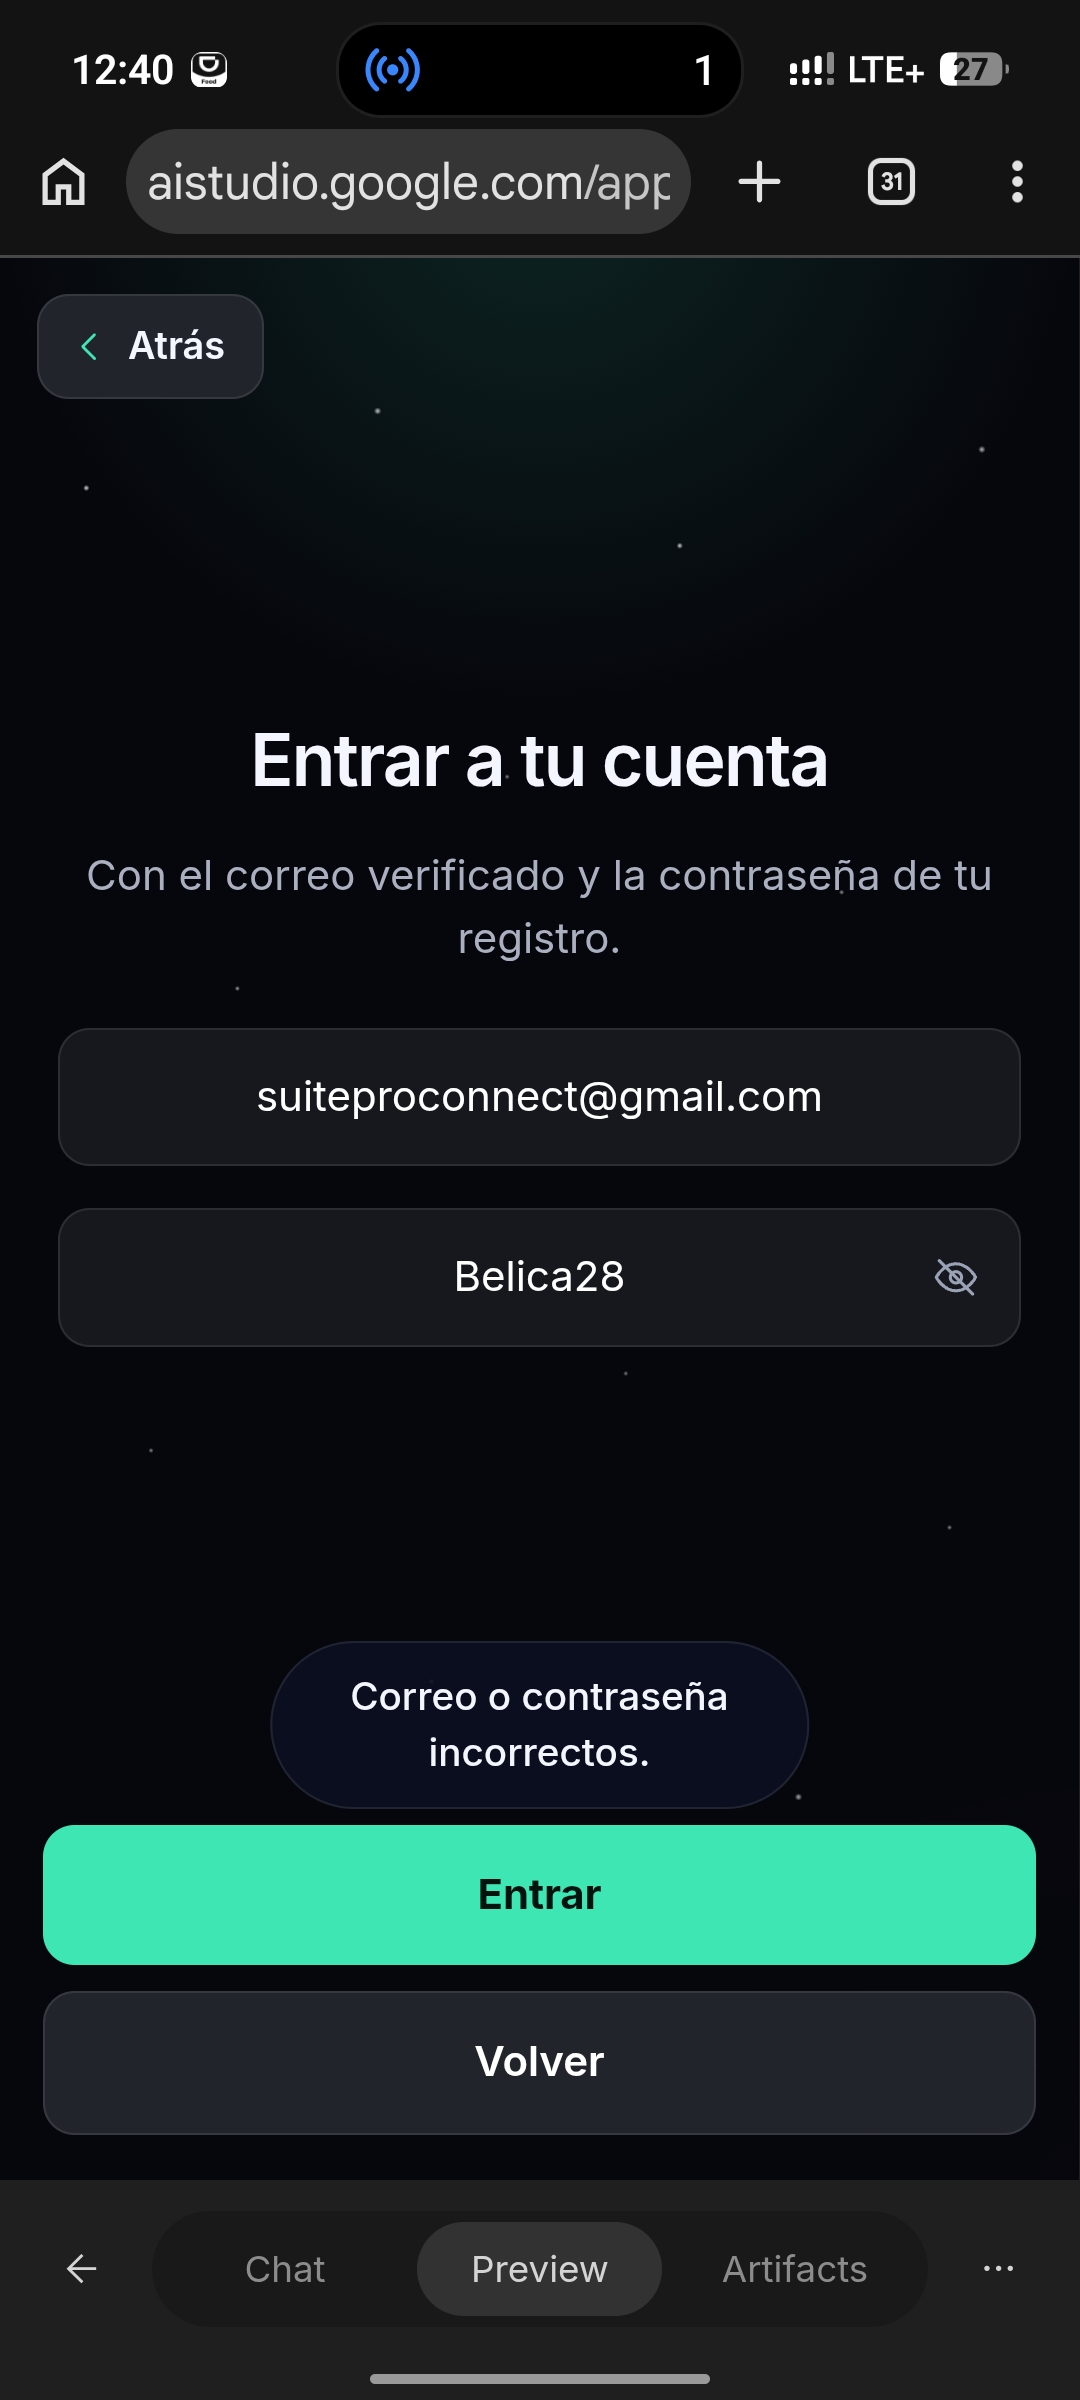 12:40
Food
1
LTE+
27
aistudio.google.com/app
31
Atrás
Entrar a tu cuenta
Con el correo verificado y la contraseña de tu
registro.
suiteproconnect@gmail.com
Belica28
Correo o contraseña
incorrectos.
Entrar
Volver
Chat
Preview
Artifacts